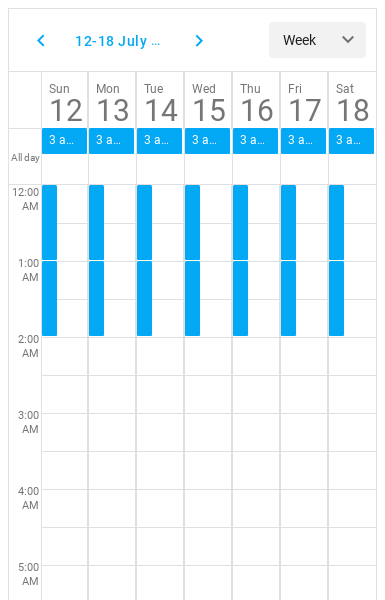 12-18 July …
Week
Sun Mon Tue Wed Thu Fri Sat
12 13 14 15 16 17 18
3 a… 3 a… 3 a… 3 a… 3 a… 3 a… 3 a…
All day
12:00
AM
1:00
AM
2:00
AM
3:00
AM
4:00
AM
5:00
AM